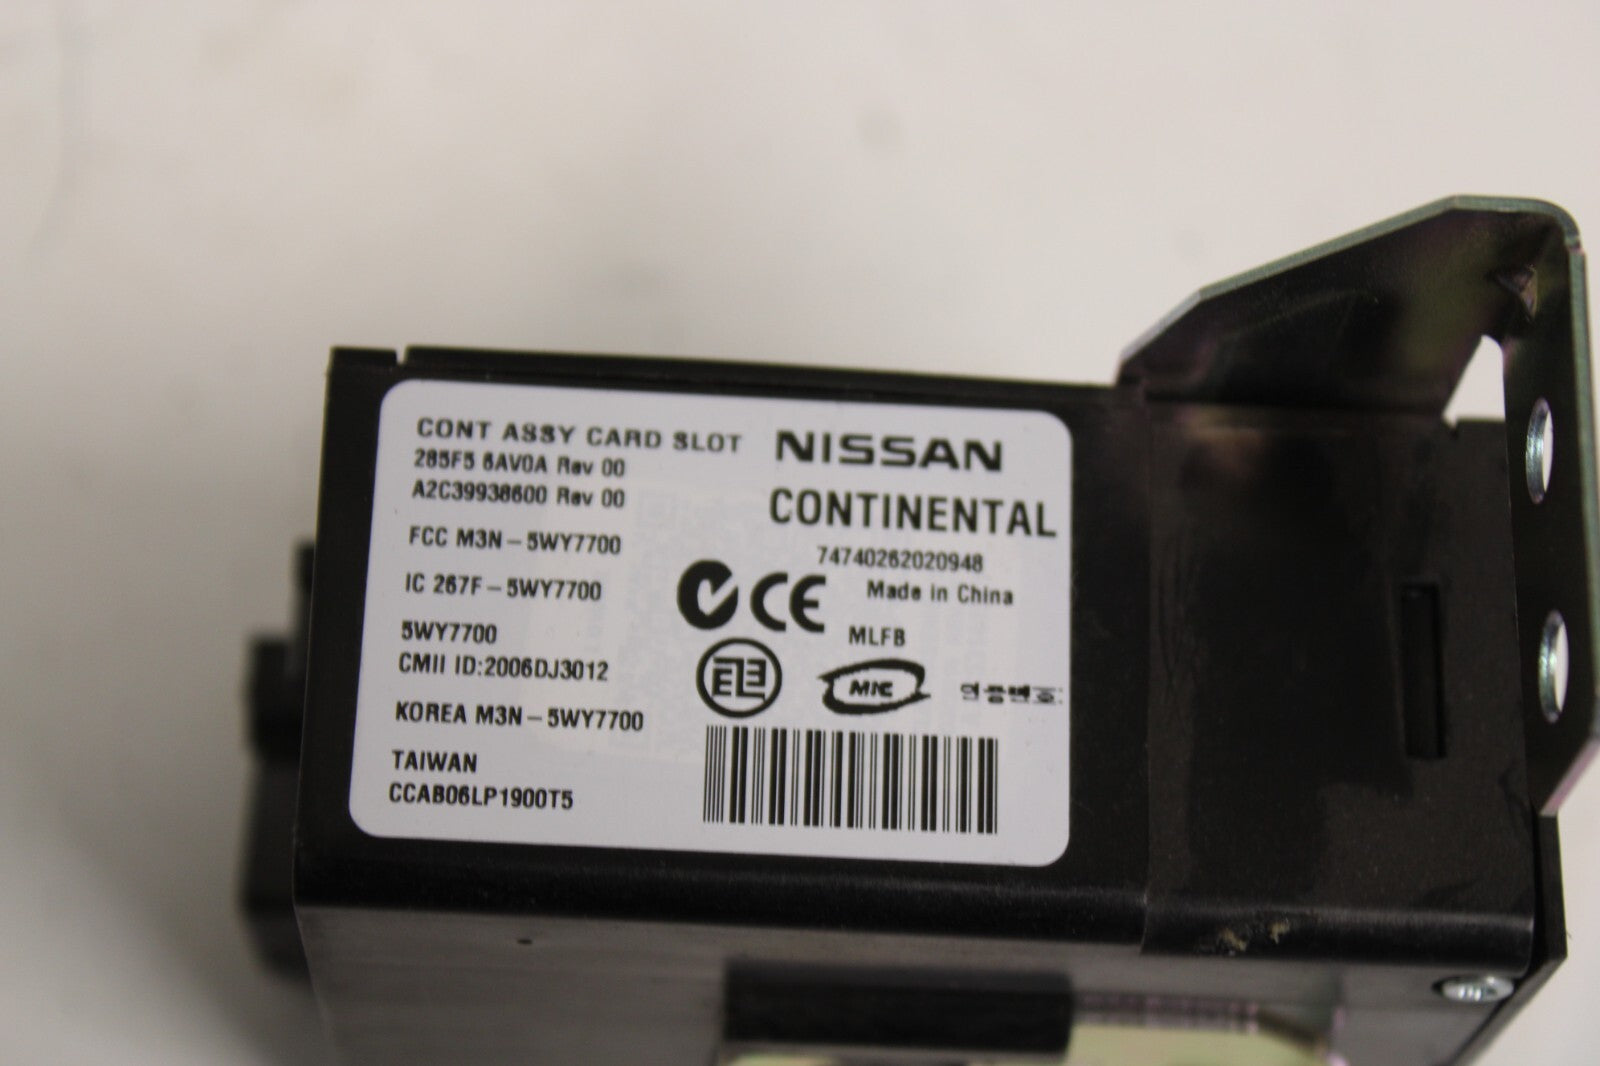 CONT ASSY CARD SLOT
285F5 6AV0A Rev 00
A2C39938600 Rev 00
FCC M3N-5WY7700
IC 267F-5WY7700
5WY7700
CMII ID:2006DJ3012
KOREA M3N-5WY7700
TAIWAN
CCAB06LP1900T5
NISSAN
CONTINENTAL
74740262020948
Made in China
CE
MLFB
MIC